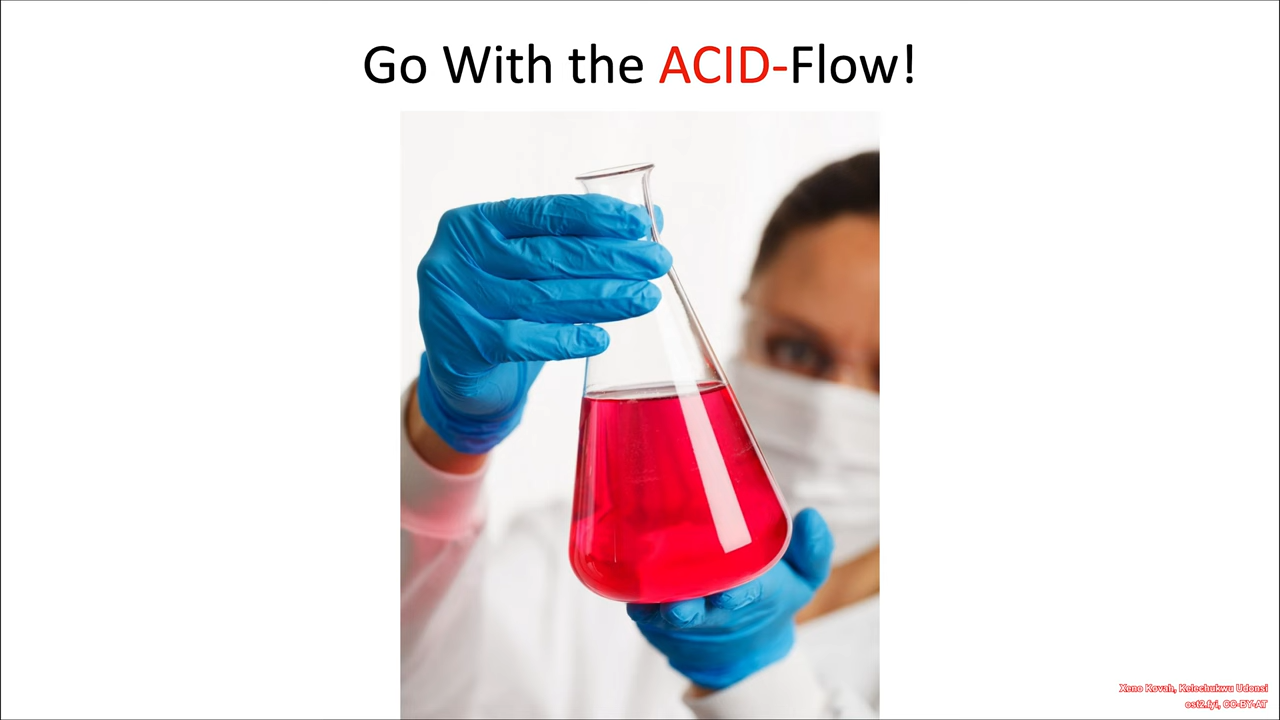 Go With the ACID-Flow!
Xeno Kovah, Kelechukwu Udonsi
ost2.fyi, CC-BY-AT